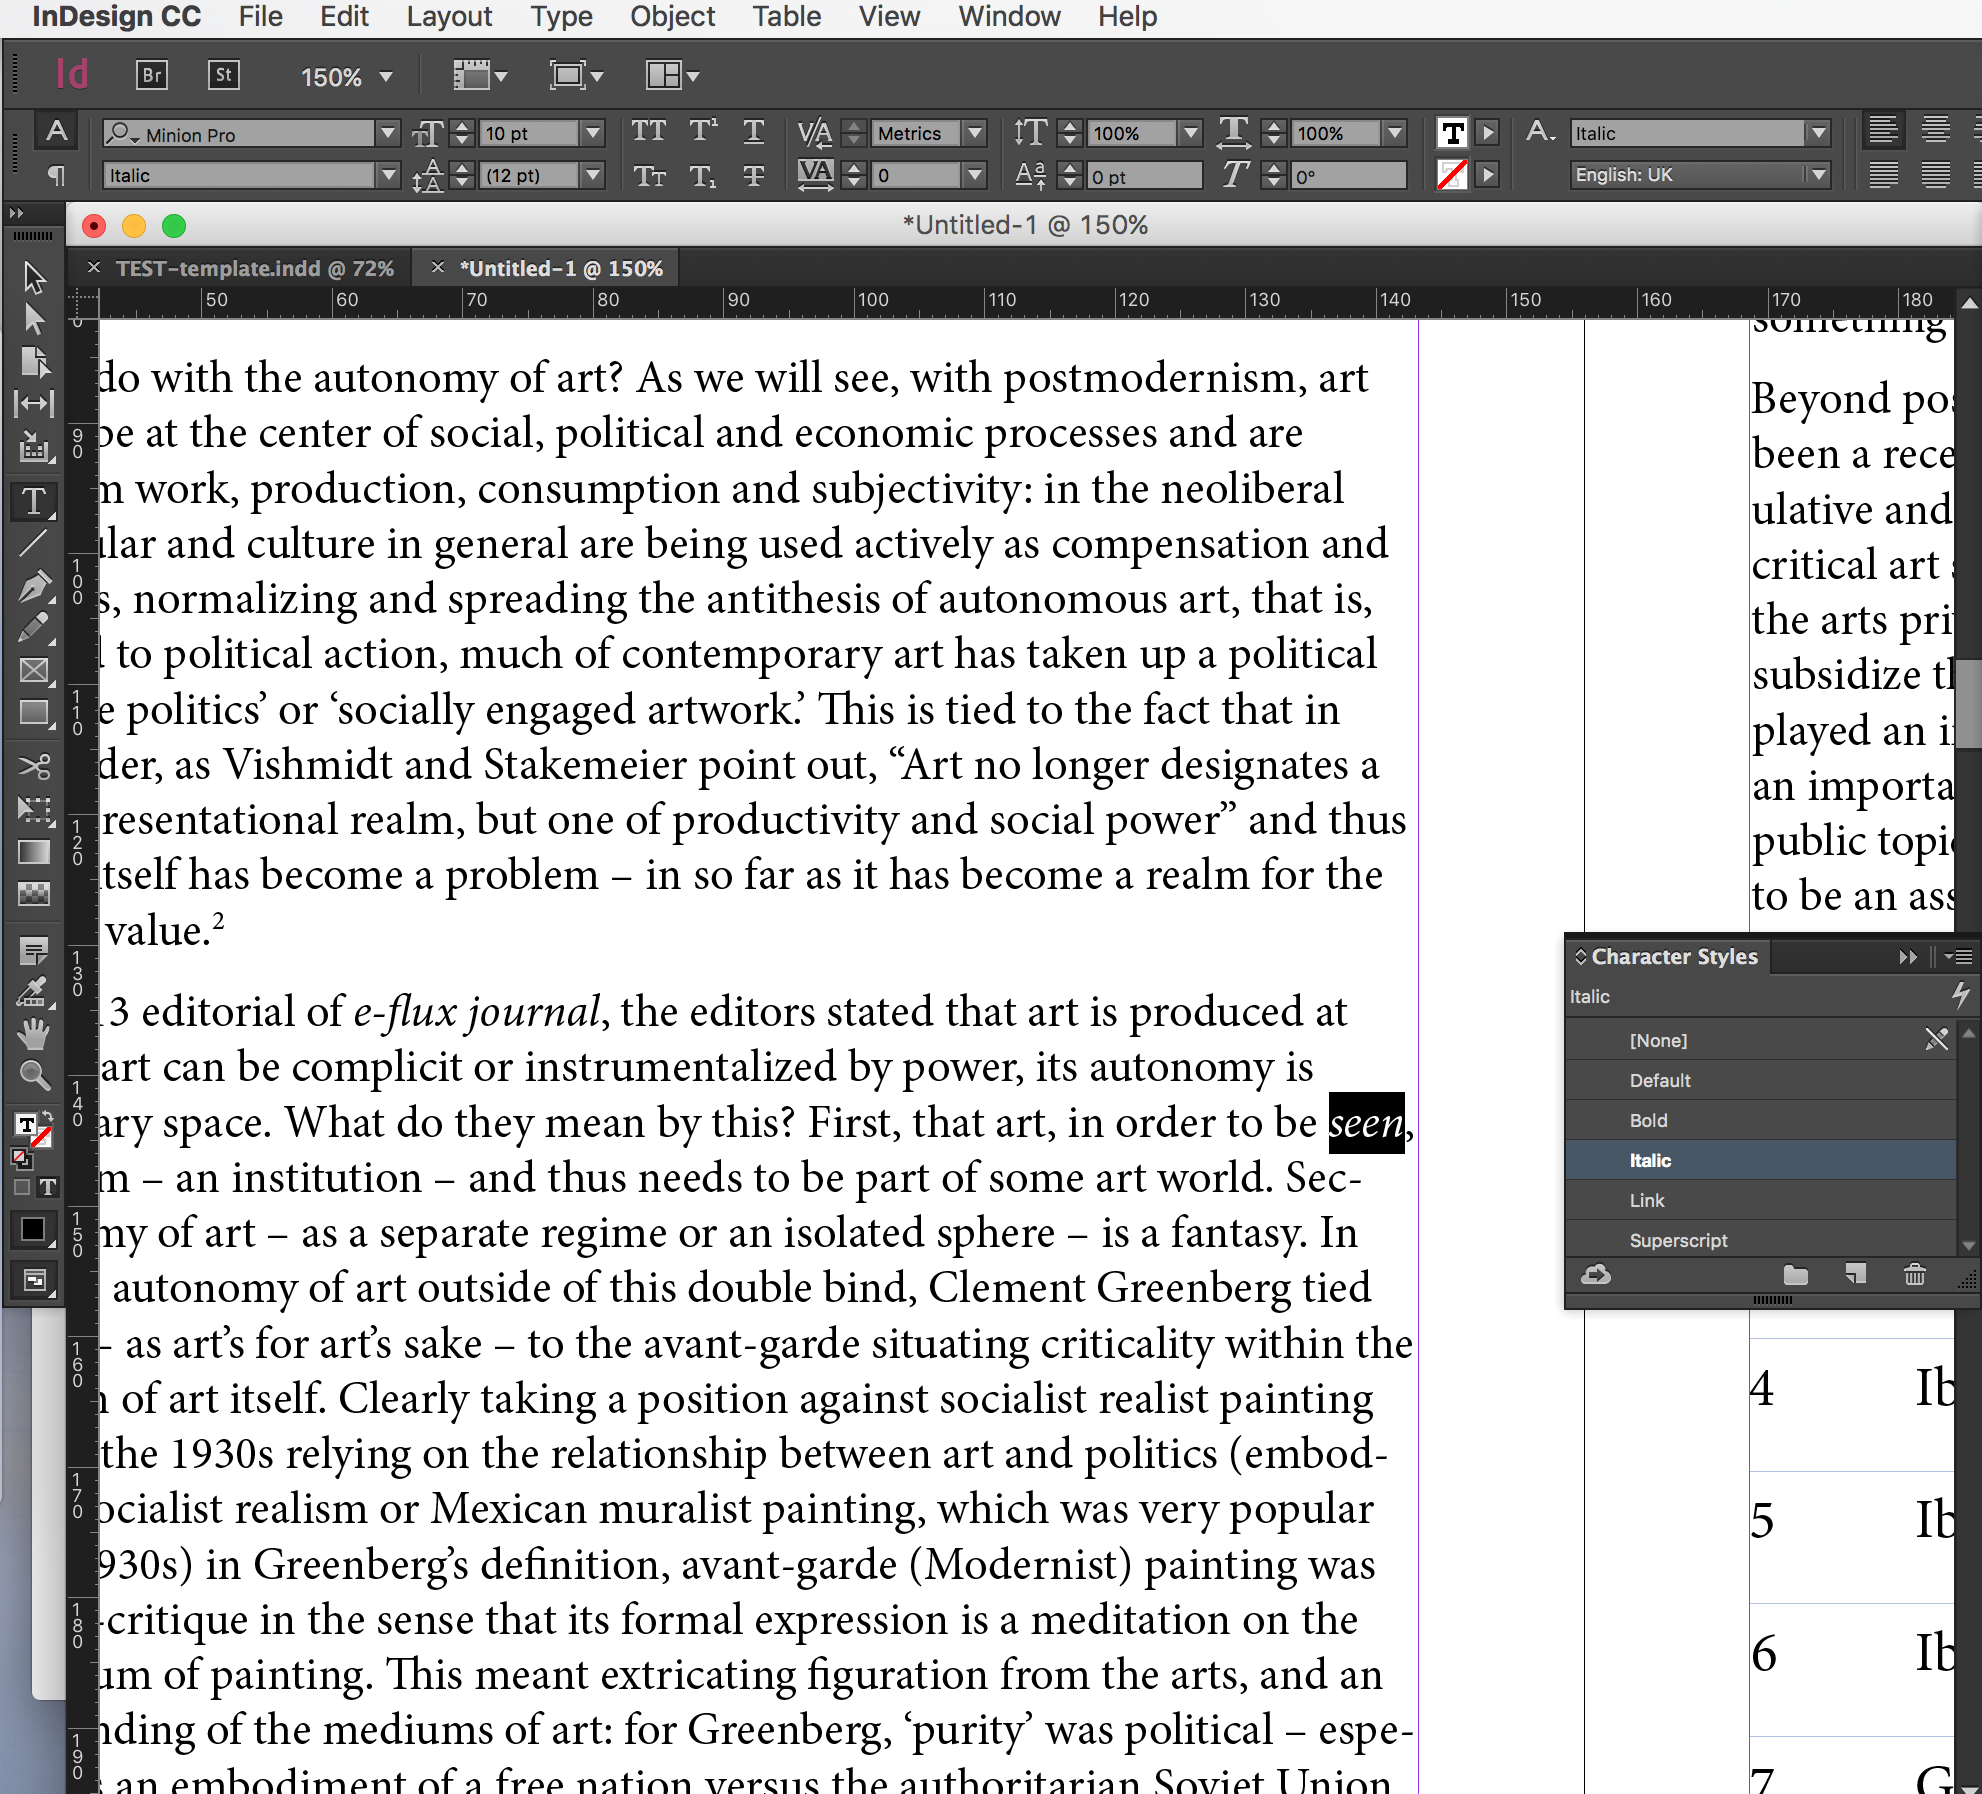 InDesign CC File Edit Layout Type Object Table View Window Help
Id Br St 150%
A Minion Pro 10 pt Metrics 100% 100% A. Italic
Italic (12 pt) 0 0 pt 0° English: UK
*Untitled-1 @ 150%
× TEST-template.indd @ 72% × *Untitled-1 @ 150%
50 60 70 80 90 100 110 120 130 140 150 160 170 180
do with the autonomy of art? As we will see, with postmodernism, art
be at the center of social, political and economic processes and are
work, production, consumption and subjectivity: in the neoliberal
and culture in general are being used actively as compensation and
normalizing and spreading the antithesis of autonomous art, that is,
to political action, much of contemporary art has taken up a political
politics’ or ‘socially engaged artwork.’ This is tied to the fact that in
der, as Vishmidt and Stakemeier point out, “Art no longer designates a
resentational realm, but one of productivity and social power” and thus
tself has become a problem – in so far as it has become a realm for the
value.2
3 editorial of e-flux journal, the editors stated that art is produced at
art can be complicit or instrumentalized by power, its autonomy is
ary space. What do they mean by this? First, that art, in order to be seen,
m – an institution – and thus needs to be part of some art world. Sec-
my of art – as a separate regime or an isolated sphere – is a fantasy. In
autonomy of art outside of this double bind, Clement Greenberg tied
– as art’s for art’s sake – to the avant-garde situating criticality within the
of art itself. Clearly taking a position against socialist realist painting
the 1930s relying on the relationship between art and politics (embod-
ocialist realism or Mexican muralist painting, which was very popular
930s) in Greenberg’s definition, avant-garde (Modernist) painting was
-critique in the sense that its formal expression is a meditation on the
um of painting. This meant extricating figuration from the arts, and an
nding of the mediums of art: for Greenberg, ‘purity’ was political – espe-
an embodiment of a free nation versus the authoritarian Soviet Union
something
Beyond pos
been a rece
ulative and
critical art
the arts pri
subsidize th
played an i
an importa
public topi
to be an ass
Character Styles
Italic
[None]
Default
Bold
Italic
Link
Superscript
4 Ib
5 Ib
6 Ib
7 G
90
100
110
120
130
140
150
160
170
180
190